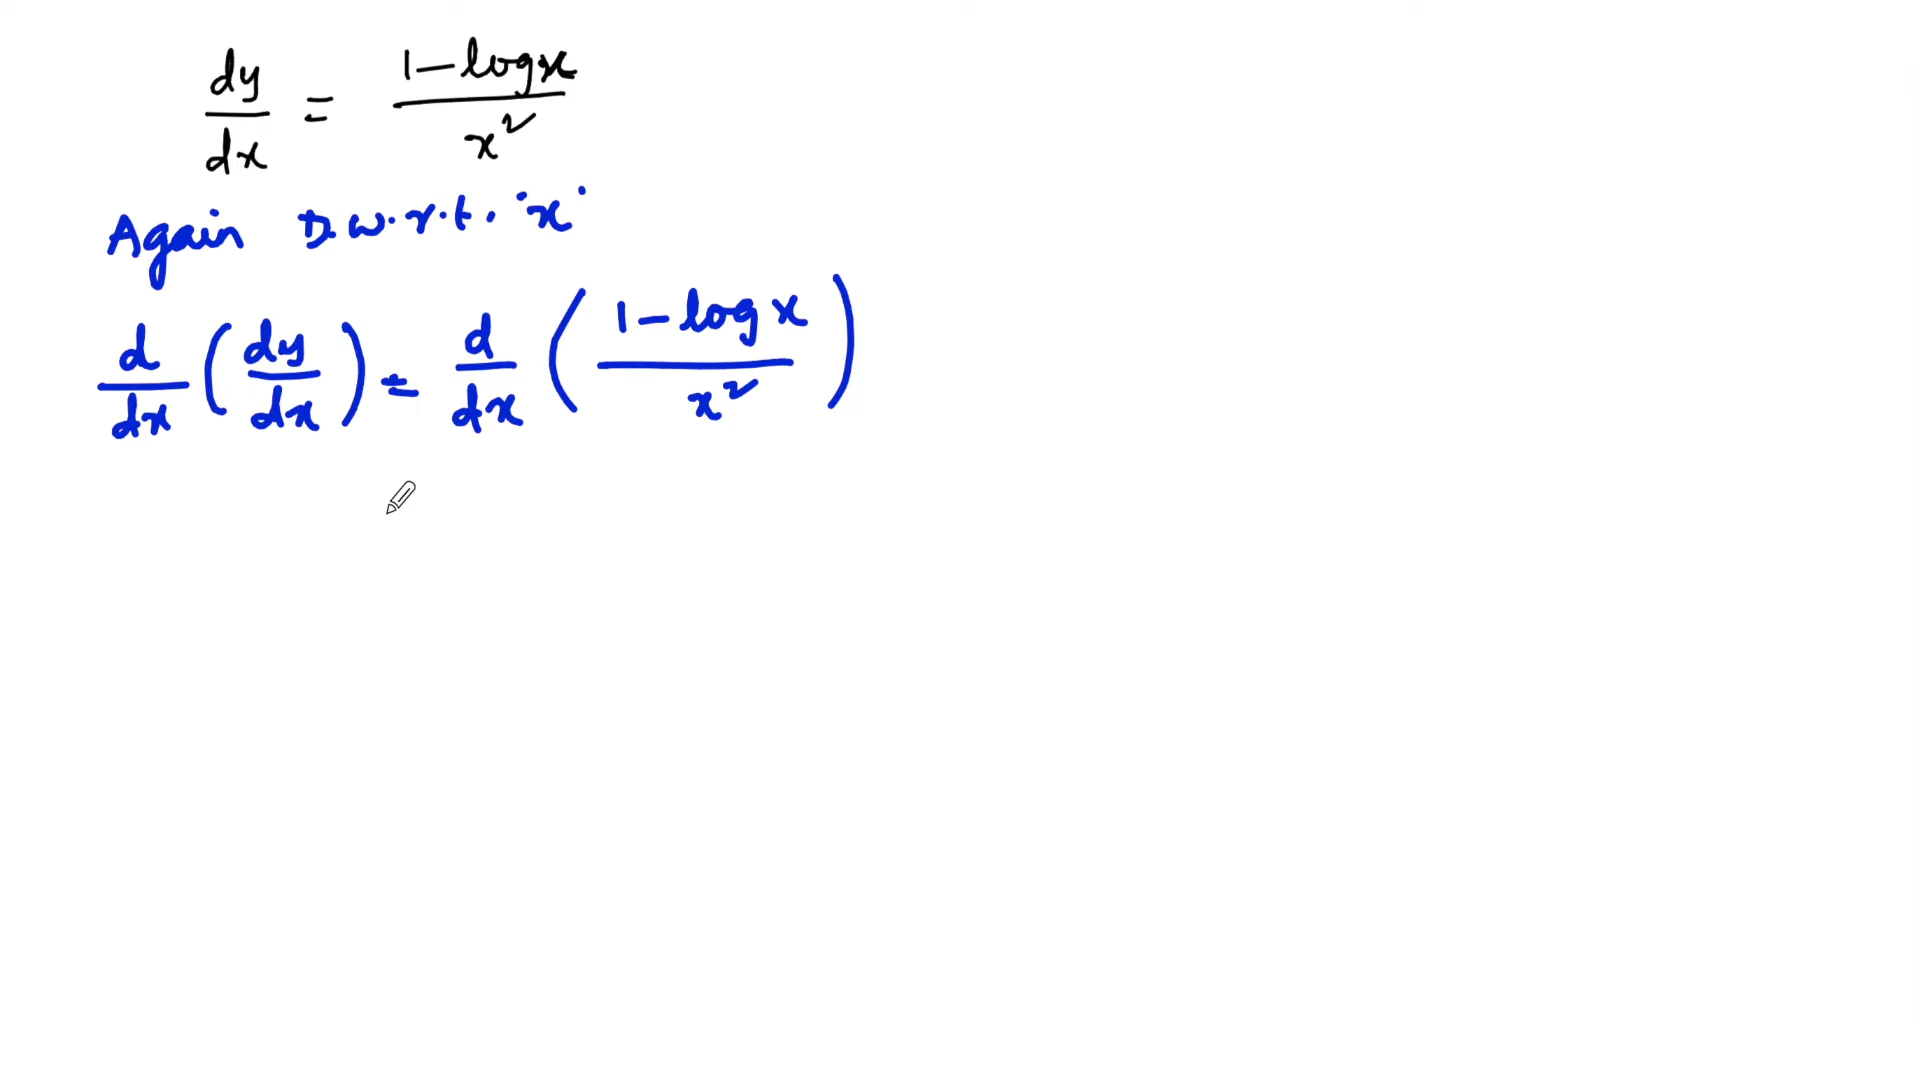 dy/dx = (1 - log x)/x²
Again D.w.r.t. 'x'
d/dx (dy/dx) = d/dx ((1 - log x)/x²)